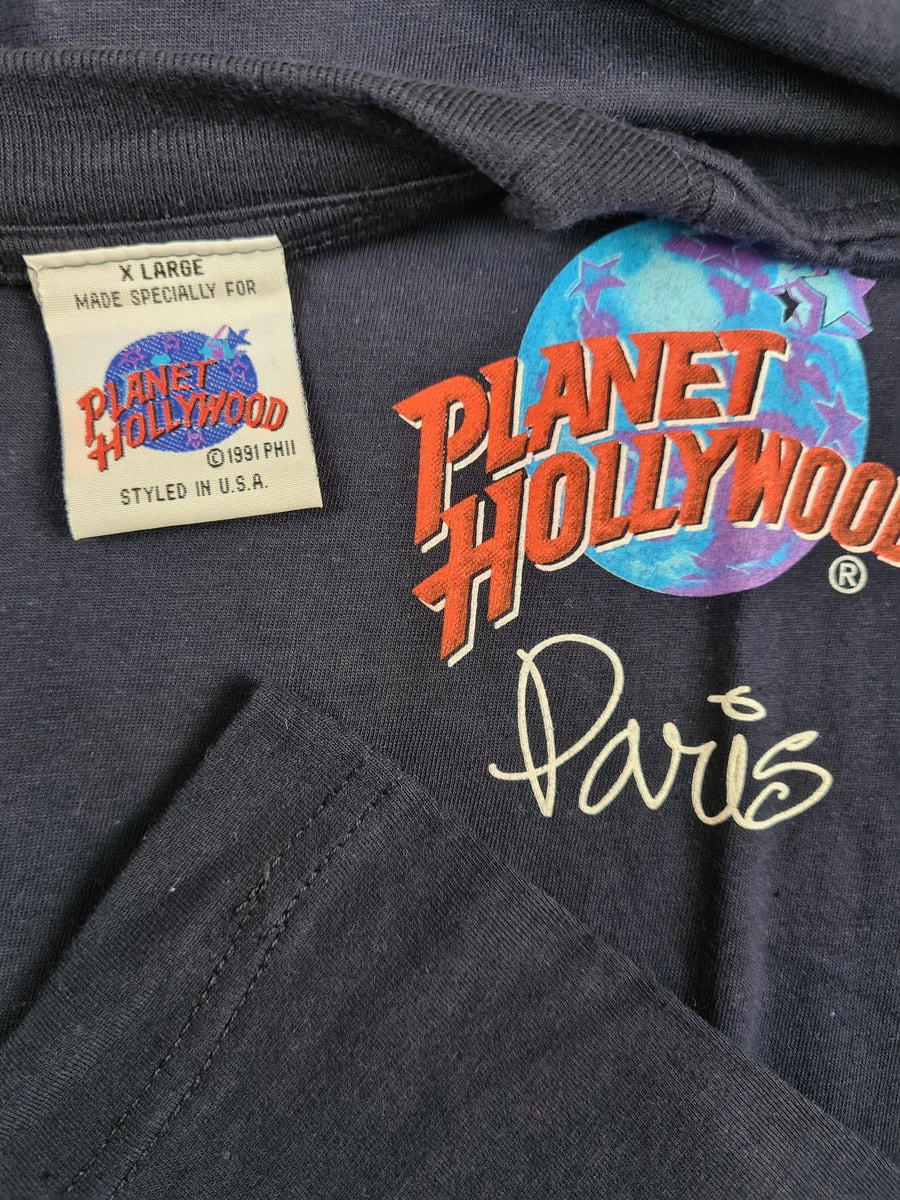 X LARGE
MADE SPECIALLY FOR
PLANET
HOLLYWOOD
©1991 PHII
STYLED IN U.S.A.
PLANET
HOLLYWOOD
®
Paris